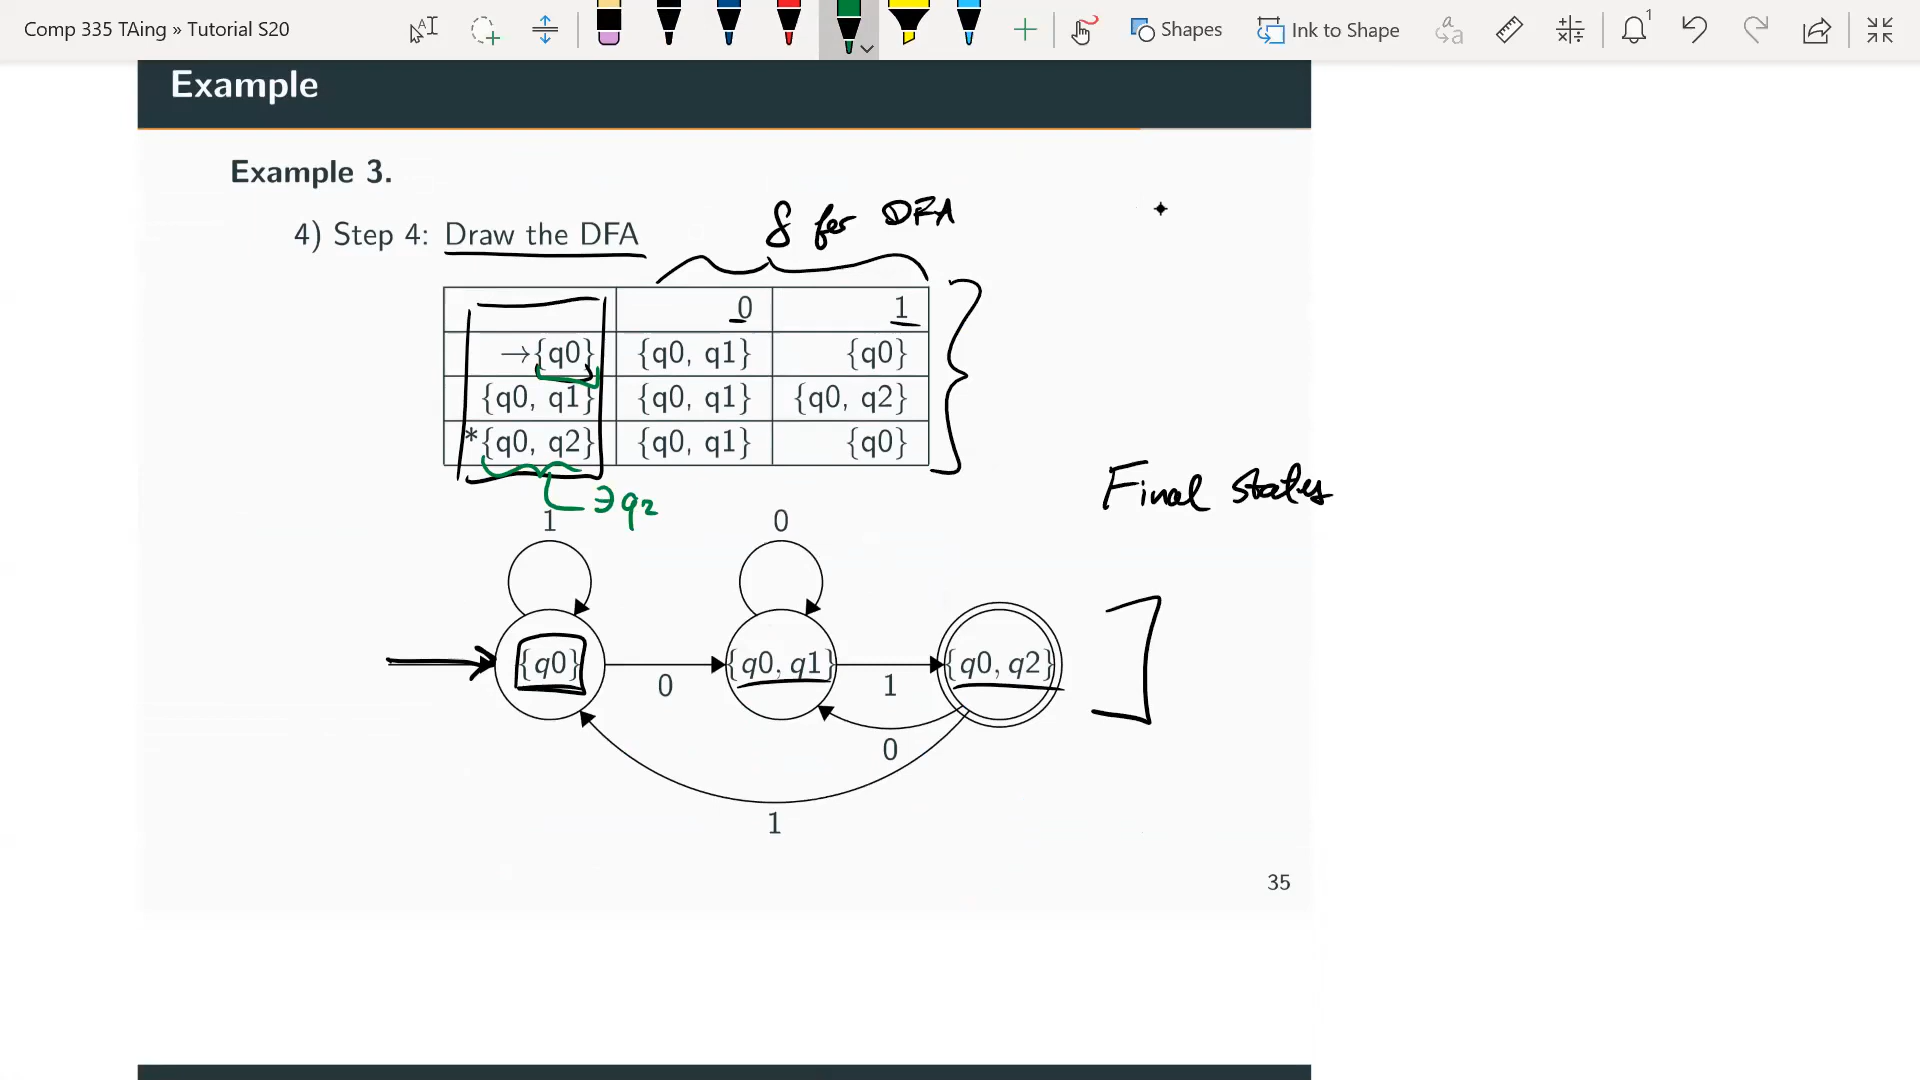 Comp 335 TAing » Tutorial S20
Shapes
Ink to Shape
1
Example
Example 3.
4) Step 4: Draw the DFA
δ for DFA
0 1
→{q0} {q0, q1} {q0}
{q0, q1} {q0, q1} {q0, q2}
*{q0, q2} {q0, q1} {q0}
∋ q2
Final states
1 0
{q0} 0 {q0, q1} 1 {q0, q2}
0
1
35